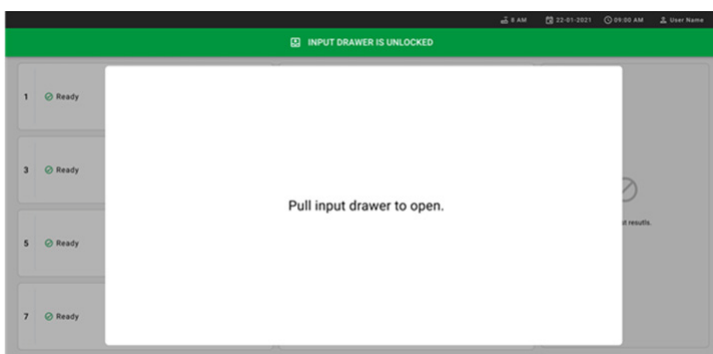 8 AM 22-01-2021 09:00 AM User Name
INPUT DRAWER IS UNLOCKED
1 Ready
3 Ready
5 Ready
7 Ready
Pull input drawer to open.
resutls.